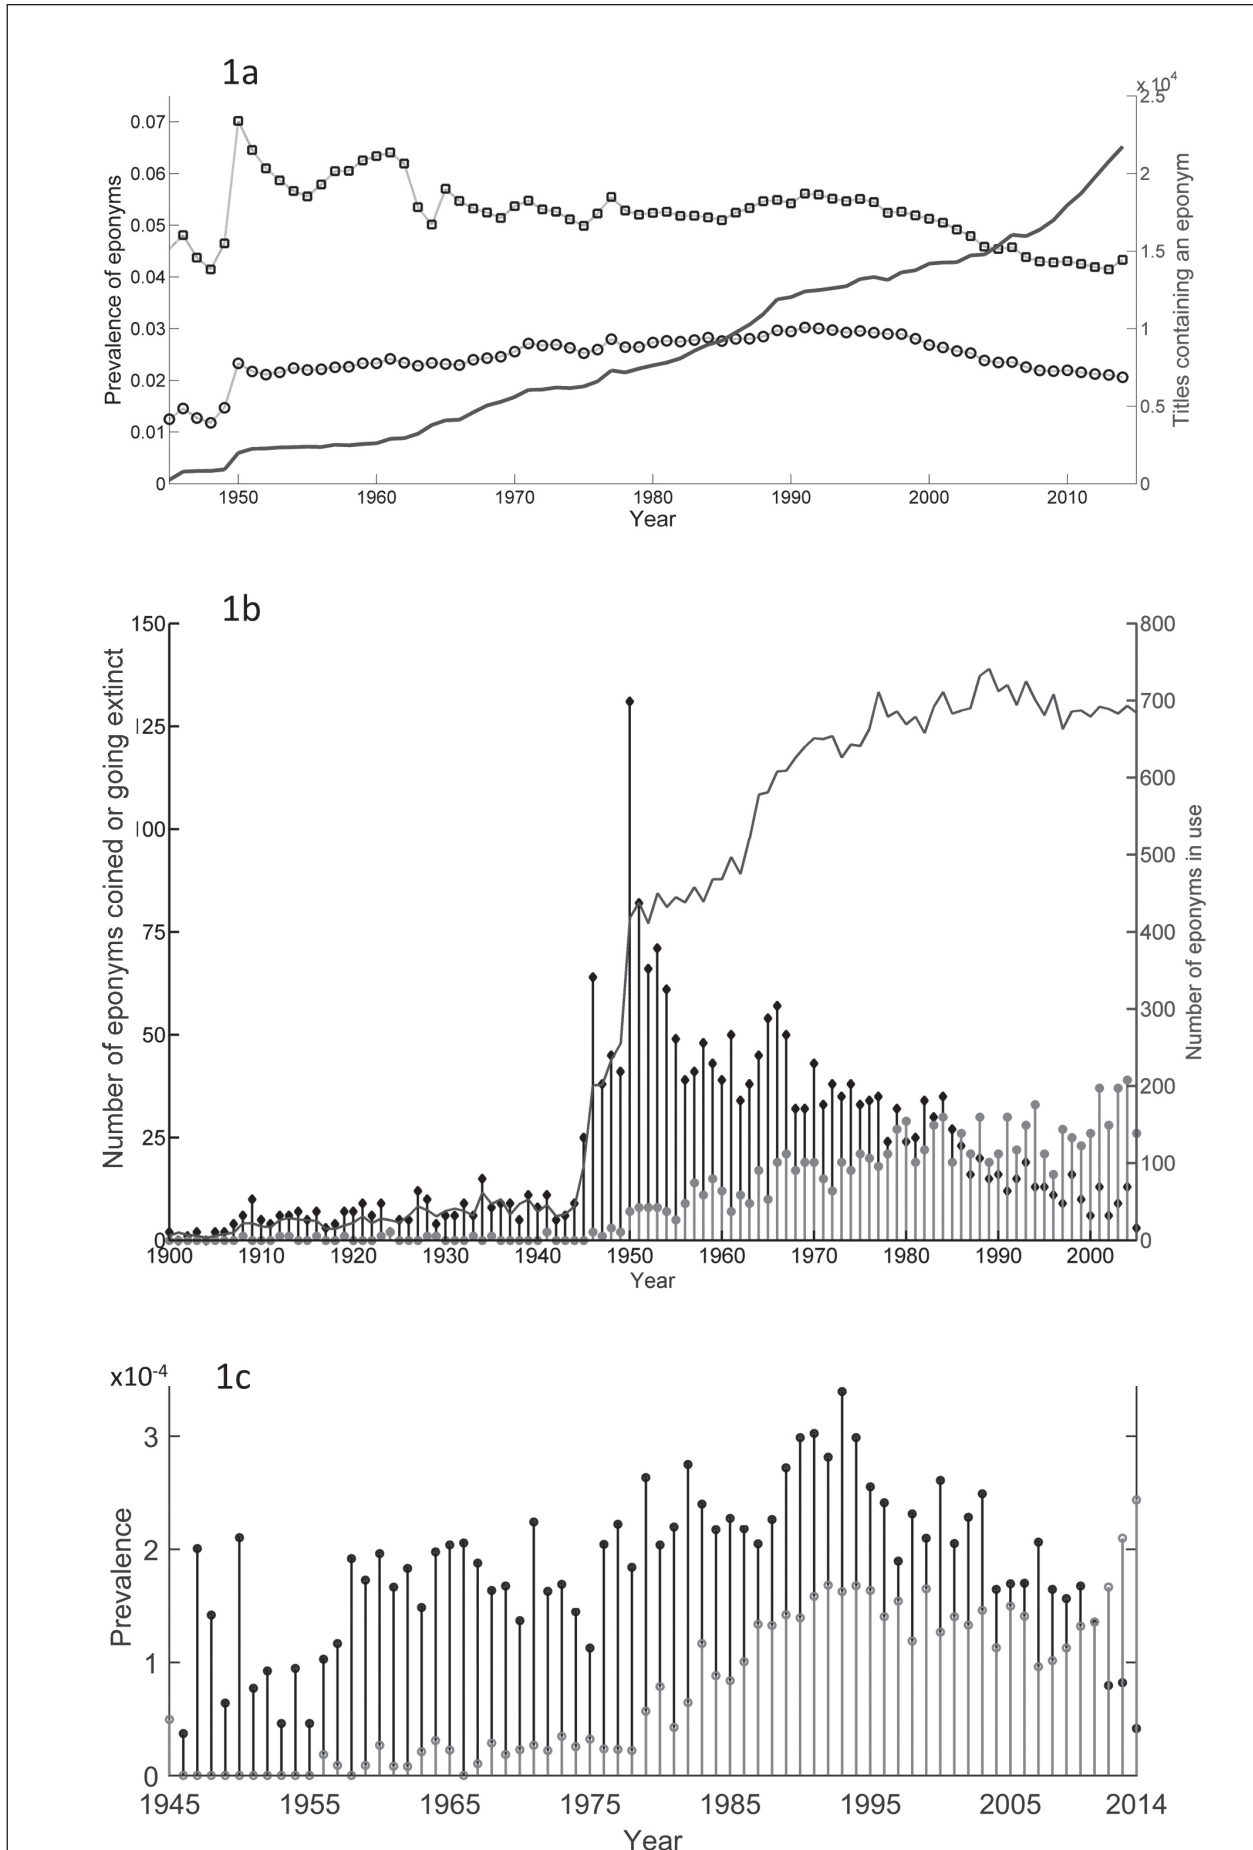 1a
x 10^4
0.07
0.06
0.05
0.04
0.03
0.02
0.01
0
Prevalence of eponyms
2.5
2
1.5
1
0.5
0
Titles containing an eponym
1950 1960 1970 1980 1990 2000 2010
Year
1b
150
125
100
75
50
25
0
Number of eponyms coined or going extinct
800
700
600
500
400
300
200
100
0
Number of eponyms in use
1900 1910 1920 1930 1940 1950 1960 1970 1980 1990 2000
Year
x10^-4
1c
3
2
1
0
Prevalence
1945 1955 1965 1975 1985 1995 2005 2014
Year